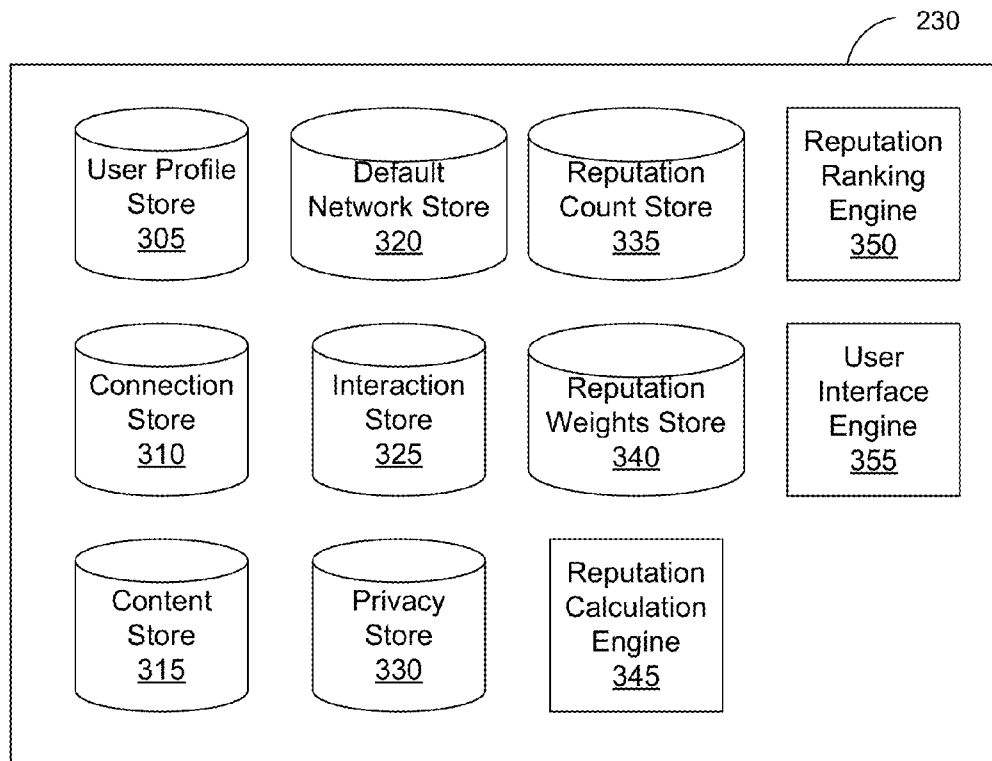 230
User Profile
Store
305
Default
Network Store
320
Reputation
Count Store
335
Reputation
Ranking
Engine
350
Connection
Store
310
Interaction
Store
325
Reputation
Weights Store
340
User
Interface
Engine
355
Content
Store
315
Privacy
Store
330
Reputation
Calculation
Engine
345